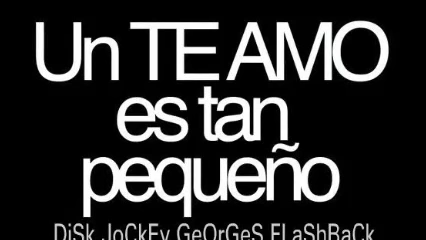 Un TE AMO
es tan
pequeño
DiSk JoCkEy GeOrGeS FLaShBaCk